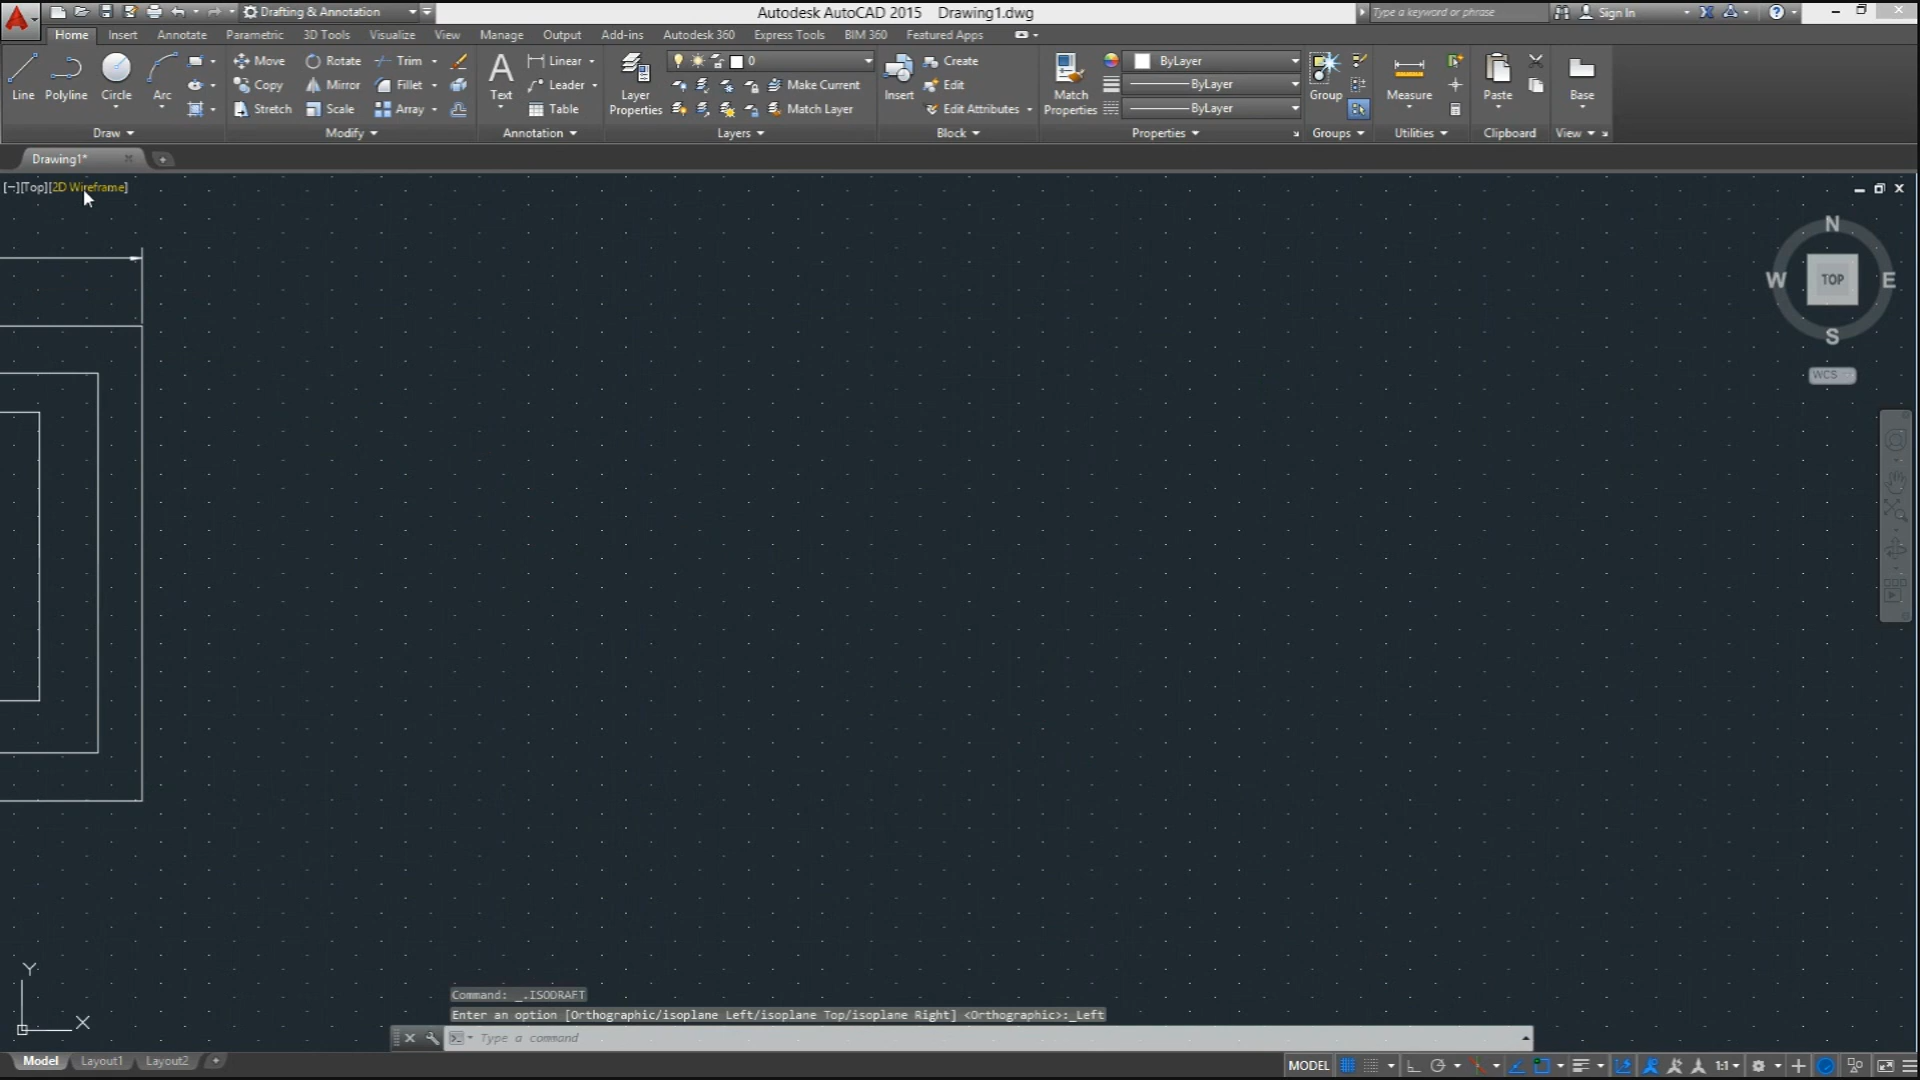 Drafting & Annotation
Autodesk AutoCAD 2015 Drawing1.dwg
Type a keyword or phrase
Sign In
Home Insert Annotate Parametric 3D Tools Visualize View Manage Output Add-ins Autodesk 360 Express Tools BIM 360 Featured Apps
Move Rotate Trim Linear 0 Create ByLayer
Line Polyline Circle Arc Copy Mirror Fillet Text Leader Layer Properties Make Current Insert Edit Match Properties ByLayer Group Measure Paste Base
Stretch Scale Array Table Match Layer Edit Attributes ByLayer
Draw Modify Annotation Layers Block Properties Groups Utilities Clipboard View
Drawing1*
[−][Top][2D Wireframe]
N
W TOP E
S
WCS
Y
X
Command: _.ISODRAFT
Enter an option [Orthographic/isoplane Left/isoplane Top/isoplane Right] <Orthographic>:_Left
Type a command
Model Layout1 Layout2
MODEL 1:1